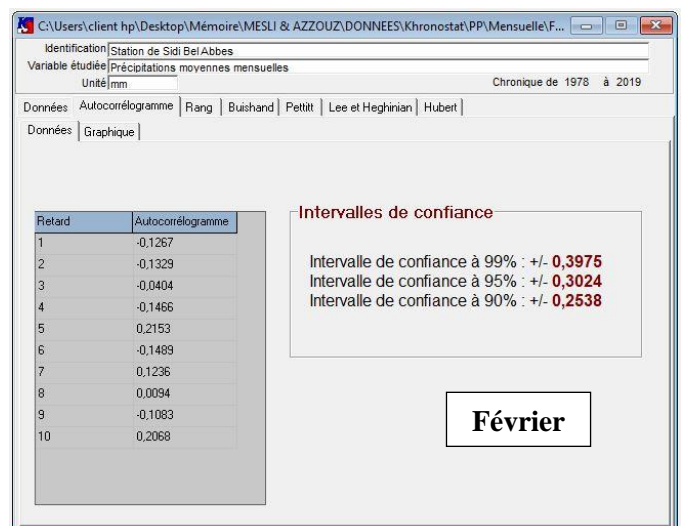 C:\Users\client hp\Desktop\Mémoire\MESLI & AZZOUZ\DONNEES\Khronostat\PP\Mensuelle\F...
Identification Station de Sidi Bel Abbes
Variable étudiée Précipitations moyennes mensuelles
Unité mm Chronique de 1978 à 2019
Données Autocorrélogramme Rang Buishand Pettitt Lee et Heghinian Hubert
Données Graphique
Retard Autocorrélogramme
1 -0,1267
2 -0,1329
3 -0,0404
4 -0,1466
5 0,2153
6 -0,1489
7 0,1236
8 0,0094
9 -0,1083
10 0,2068
Intervalles de confiance
Intervalle de confiance à 99% : +/- 0,3975
Intervalle de confiance à 95% : +/- 0,3024
Intervalle de confiance à 90% : +/- 0,2538
Février